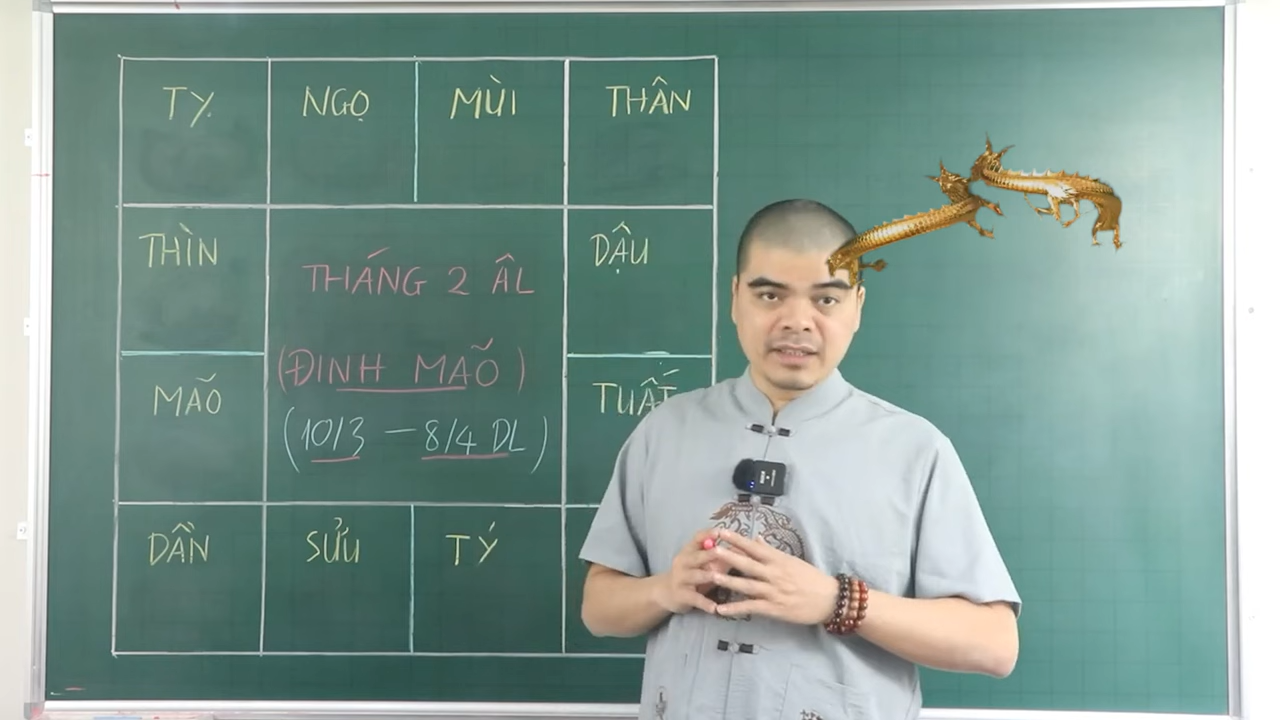 TỴ
NGỌ
MÙI
THÂN
THÌN
DẬU
THÁNG 2 ÂL
(ĐINH MÃO)
MÃO
TUẤT
(10/3 - 8/4 DL)
DẦN
SỬU
TÝ